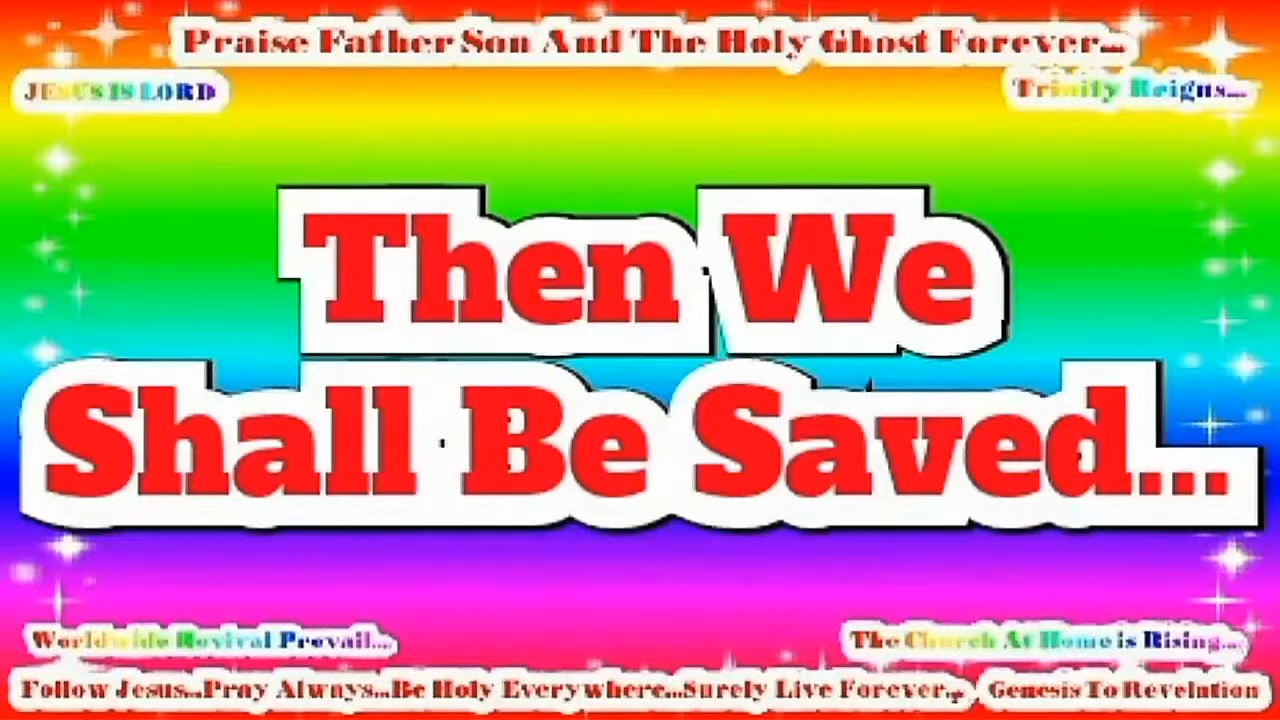 Praise Father Son And The Holy Ghost Forever...
JESUS IS LORD
Trinity Reigns...
Then We
Shall Be Saved...
Worldwide Revival Prevail...
The Church At Home is Rising...
Follow Jesus...Pray Always...Be Holy Everywhere...Surely Live Forever...
Genesis To Revelation